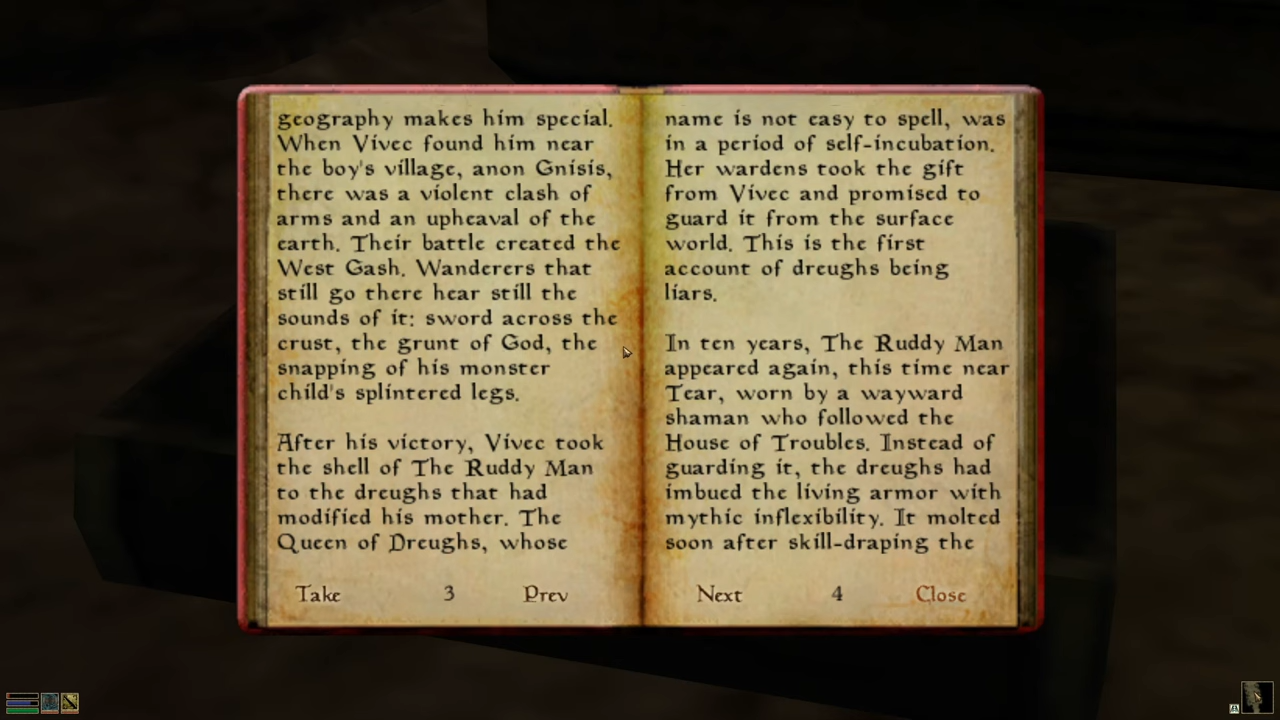 geography makes him special.
When Vivec found him near
the boy's village, anon Gnisis,
there was a violent clash of
arms and an upheaval of the
earth. Their battle created the
West Gash. Wanderers that
still go there hear still the
sounds of it: sword across the
crust, the grunt of God, the
snapping of his monster
child's splintered legs.
After his victory, Vivec took
the shell of The Ruddy Man
to the dreughs that had
modified his mother. The
Queen of Dreughs, whose
Take 3 Prev
name is not easy to spell, was
in a period of self-incubation.
Her wardens took the gift
from Vivec and promised to
guard it from the surface
world. This is the first
account of dreughs being
liars.
In ten years, The Ruddy Man
appeared again, this time near
Tear, worn by a wayward
shaman who followed the
House of Troubles. Instead of
guarding it, the dreughs had
imbued the living armor with
mythic inflexibility. It molted
soon after skill-draping the
Next 4 Close